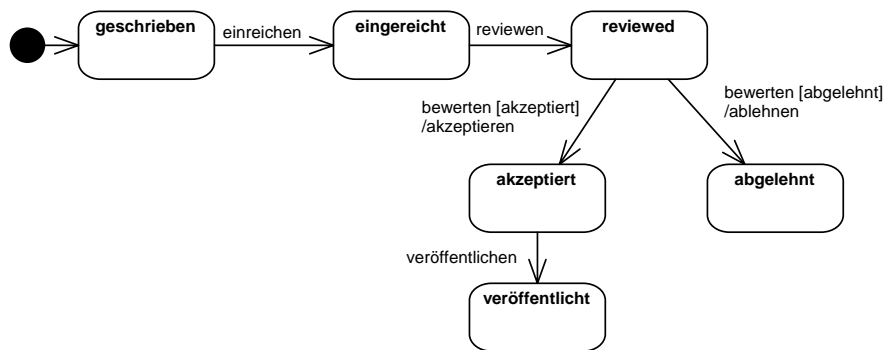 geschrieben
einreichen
eingereicht
reviewen
reviewed
bewerten [akzeptiert]
/akzeptieren
bewerten [abgelehnt]
/ablehnen
akzeptiert
abgelehnt
veröffentlichen
veröffentlicht